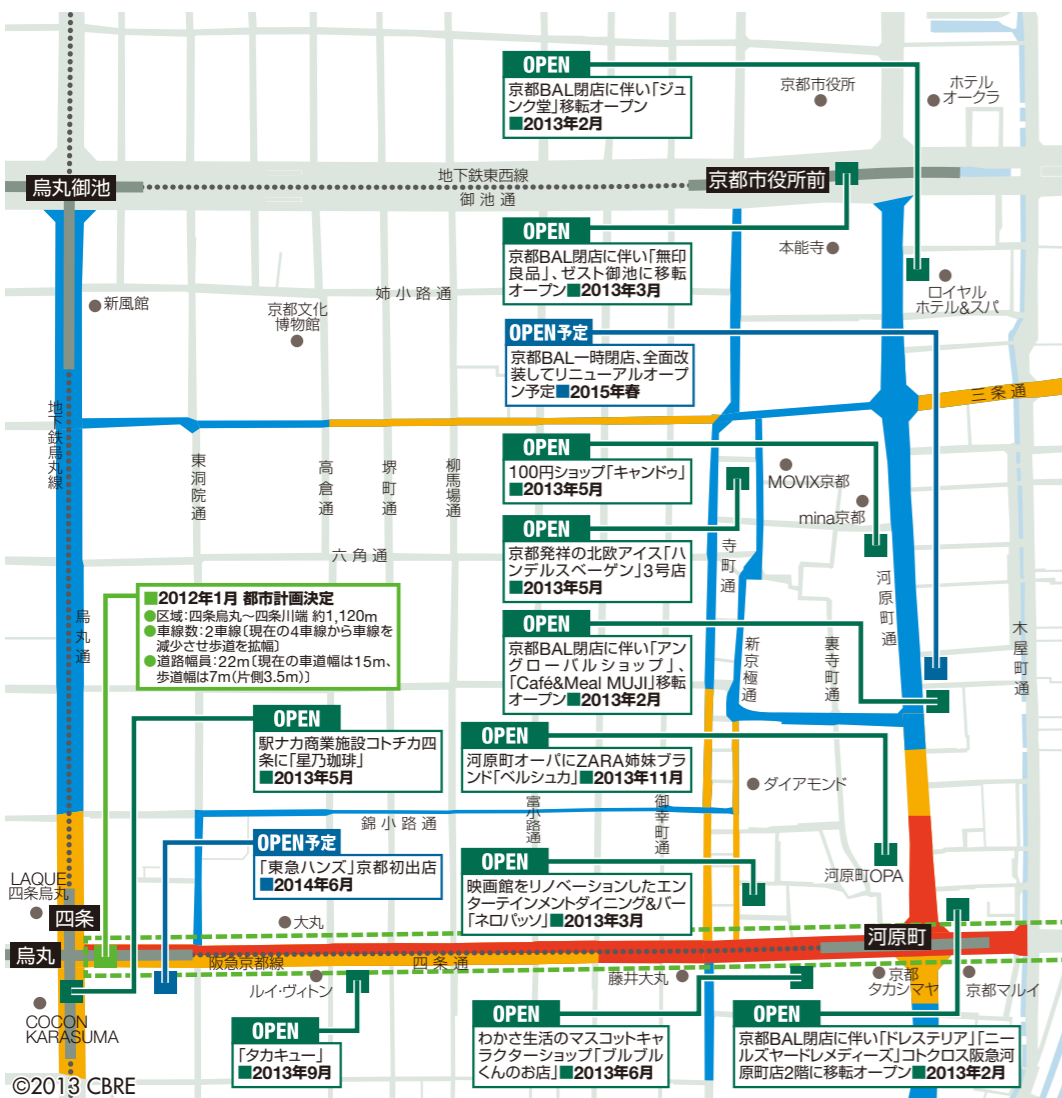 OPEN
京都BAL閉店に伴い「ジュ
ンク堂」移転オープン
■2013年2月
京都市役所
ホテル
オークラ
烏丸御池
地下鉄東西線
御池通
京都市役所前
OPEN
京都BAL閉店に伴い「無印
良品」、ゼスト御池に移転
オープン■2013年3月
本能寺
ロイヤル
ホテル&スパ
新風館
京都文化
博物館
姉小路通
OPEN予定
京都BAL一時閉店、全面改
装してリニューアルオープ
ン予定■2015年春
三条通
地下鉄烏丸線
東洞院通
高倉通
堺町通
柳馬場通
OPEN
100円ショップ「キャンドゥ」
■2013年5月
MOVIX京都
mina京都
OPEN
京都発祥の北欧アイス「ハ
ンデルスベーゲン」3号店
■2013年5月
六角通
寺町通
河原町通
烏丸通
■2012年1月 都市計画決定
●区域:四条烏丸〜四条川端 約1,120m
●車線数:2車線〔現在の4車線から車線を
減少させ歩道を拡幅〕
●道路幅員:22m〔現在の車道幅は15m、
歩道幅は7m(片側3.5m)〕
OPEN
京都BAL閉店に伴い「アン
グローバルショップ」、
「Café&Meal MUJI」移転
オープン■2013年2月
新京極通
裏寺町通
木屋町通
OPEN
駅ナカ商業施設コトチカ四
条に「星乃珈琲」
■2013年5月
OPEN
河原町オーパにZARA姉妹ブラ
ンド「ベルシュカ」■2013年11月
ダイアモンド
錦小路通
富小路通
御幸町通
OPEN予定
「東急ハンズ」京都初出店
■2014年6月
OPEN
映画館をリノベーションしたエン
ターテインメントダイニング&バー
「ネロパッソ」■2013年3月
河原町OPA
LAQUE
四条烏丸
四条
大丸
烏丸
河原町
阪急京都線
四条通
ルイ・ヴィトン
藤井大丸
京都
タカシマヤ
京都マルイ
COCON
KARASUMA
OPEN
「タカキュー」
■2013年9月
OPEN
わかさ生活のマスコットキャ
ラクターショップ「ブルブル
くんのお店」■2013年6月
OPEN
京都BAL閉店に伴い「ドレステリア」「ニー
ルズヤードレメディーズ」コトクロス阪急河
原町店2階に移転オープン■2013年2月
©2013 CBRE